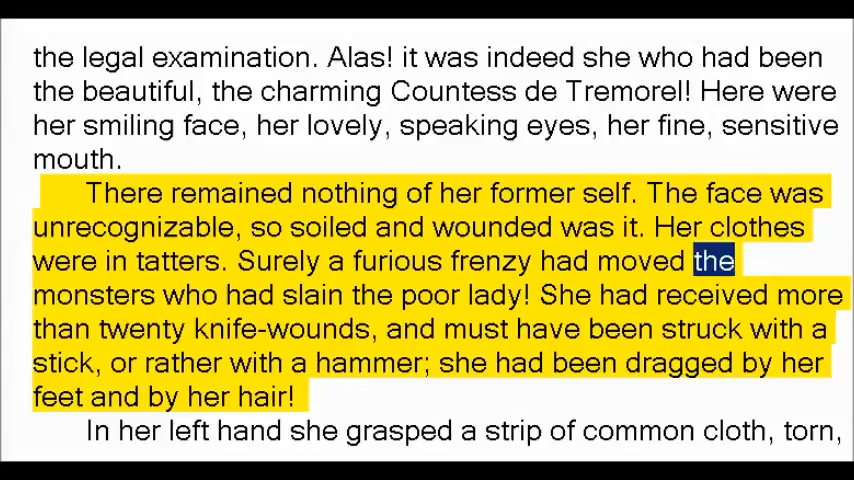 the legal examination. Alas! it was indeed she who had been
the beautiful, the charming Countess de Tremorel! Here were
her smiling face, her lovely, speaking eyes, her fine, sensitive
mouth.
There remained nothing of her former self. The face was
unrecognizable, so soiled and wounded was it. Her clothes
were in tatters. Surely a furious frenzy had moved the
monsters who had slain the poor lady! She had received more
than twenty knife-wounds, and must have been struck with a
stick, or rather with a hammer; she had been dragged by her
feet and by her hair!
In her left hand she grasped a strip of common cloth, torn,